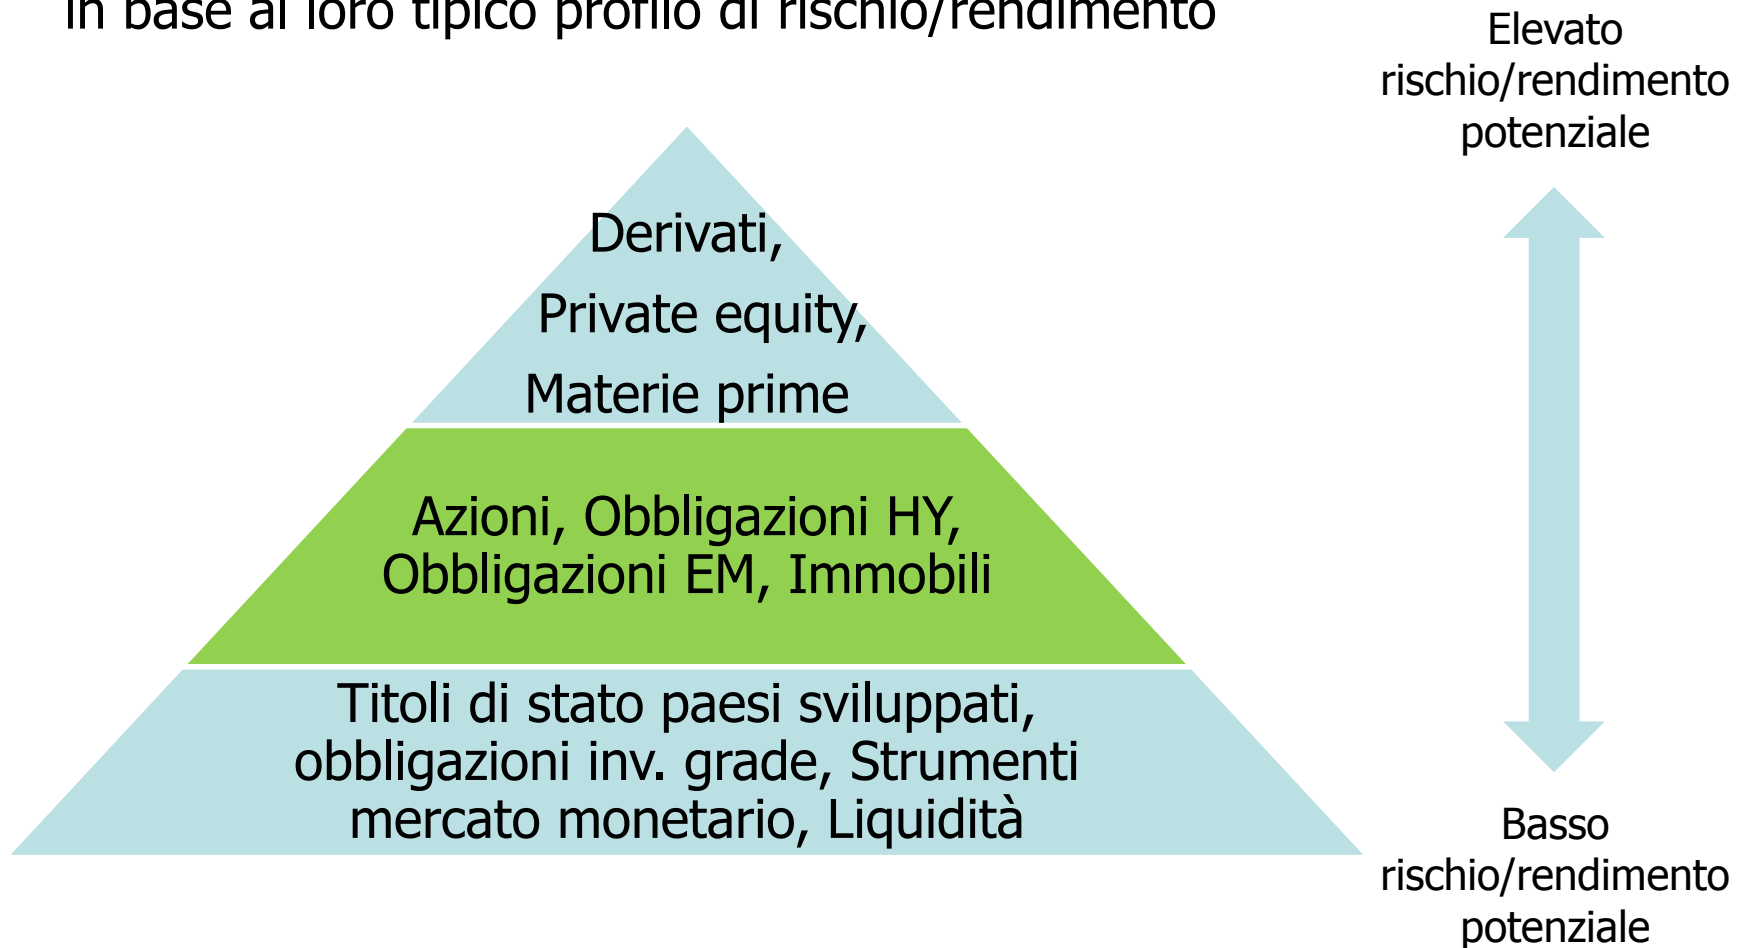 in base al loro tipico profilo di rischio/rendimento
Elevato
rischio/rendimento
potenziale
Derivati,
Private equity,
Materie prime
Azioni, Obbligazioni HY,
Obbligazioni EM, Immobili
Titoli di stato paesi sviluppati,
obbligazioni inv. grade, Strumenti
mercato monetario, Liquidità
Basso
rischio/rendimento
potenziale